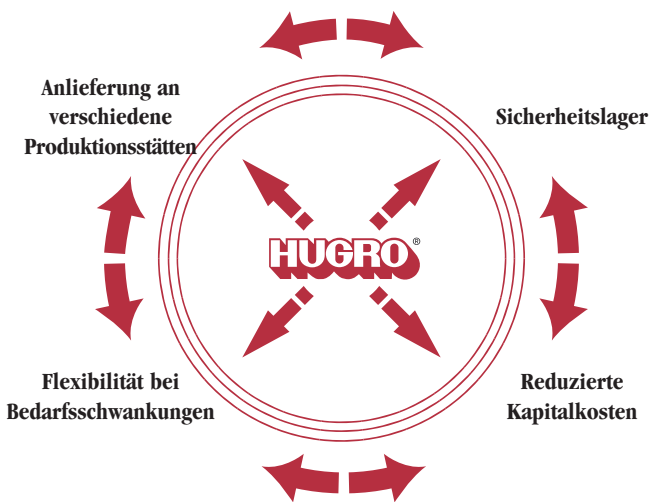 Anlieferung an
verschiedene
Produktionsstätten
Sicherheitslager
HUGRO®
Flexibilität bei
Bedarfsschwankungen
Reduzierte
Kapitalkosten